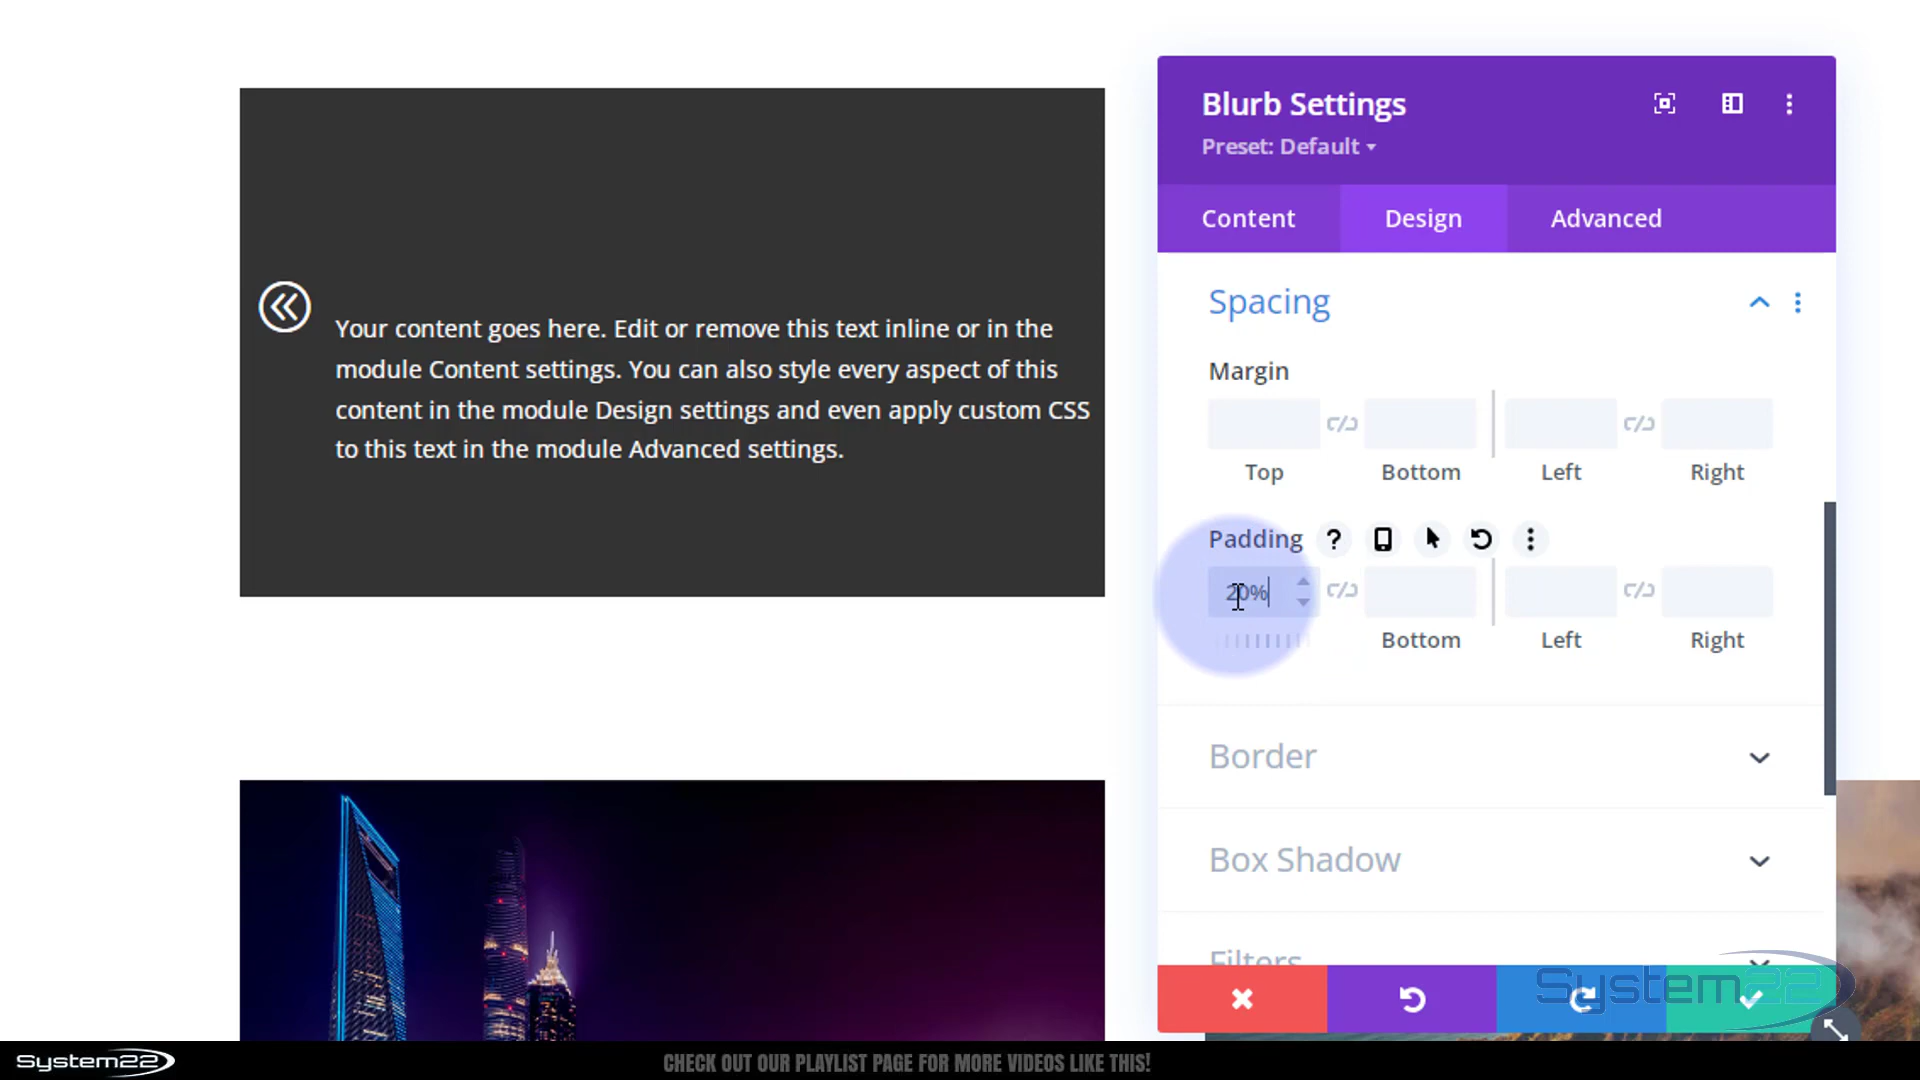 Blurb Settings
Preset: Default
Content
Design
Advanced
Your content goes here. Edit or remove this text inline or in the
module Content settings. You can also style every aspect of this
content in the module Design settings and even apply custom CSS
to this text in the module Advanced settings.
Spacing
Margin
Top
Bottom
Left
Right
Padding ?
20%
Bottom
Left
Right
Border
Box Shadow
Filters
System22
System22
CHECK OUT OUR PLAYLIST PAGE FOR MORE VIDEOS LIKE THIS!